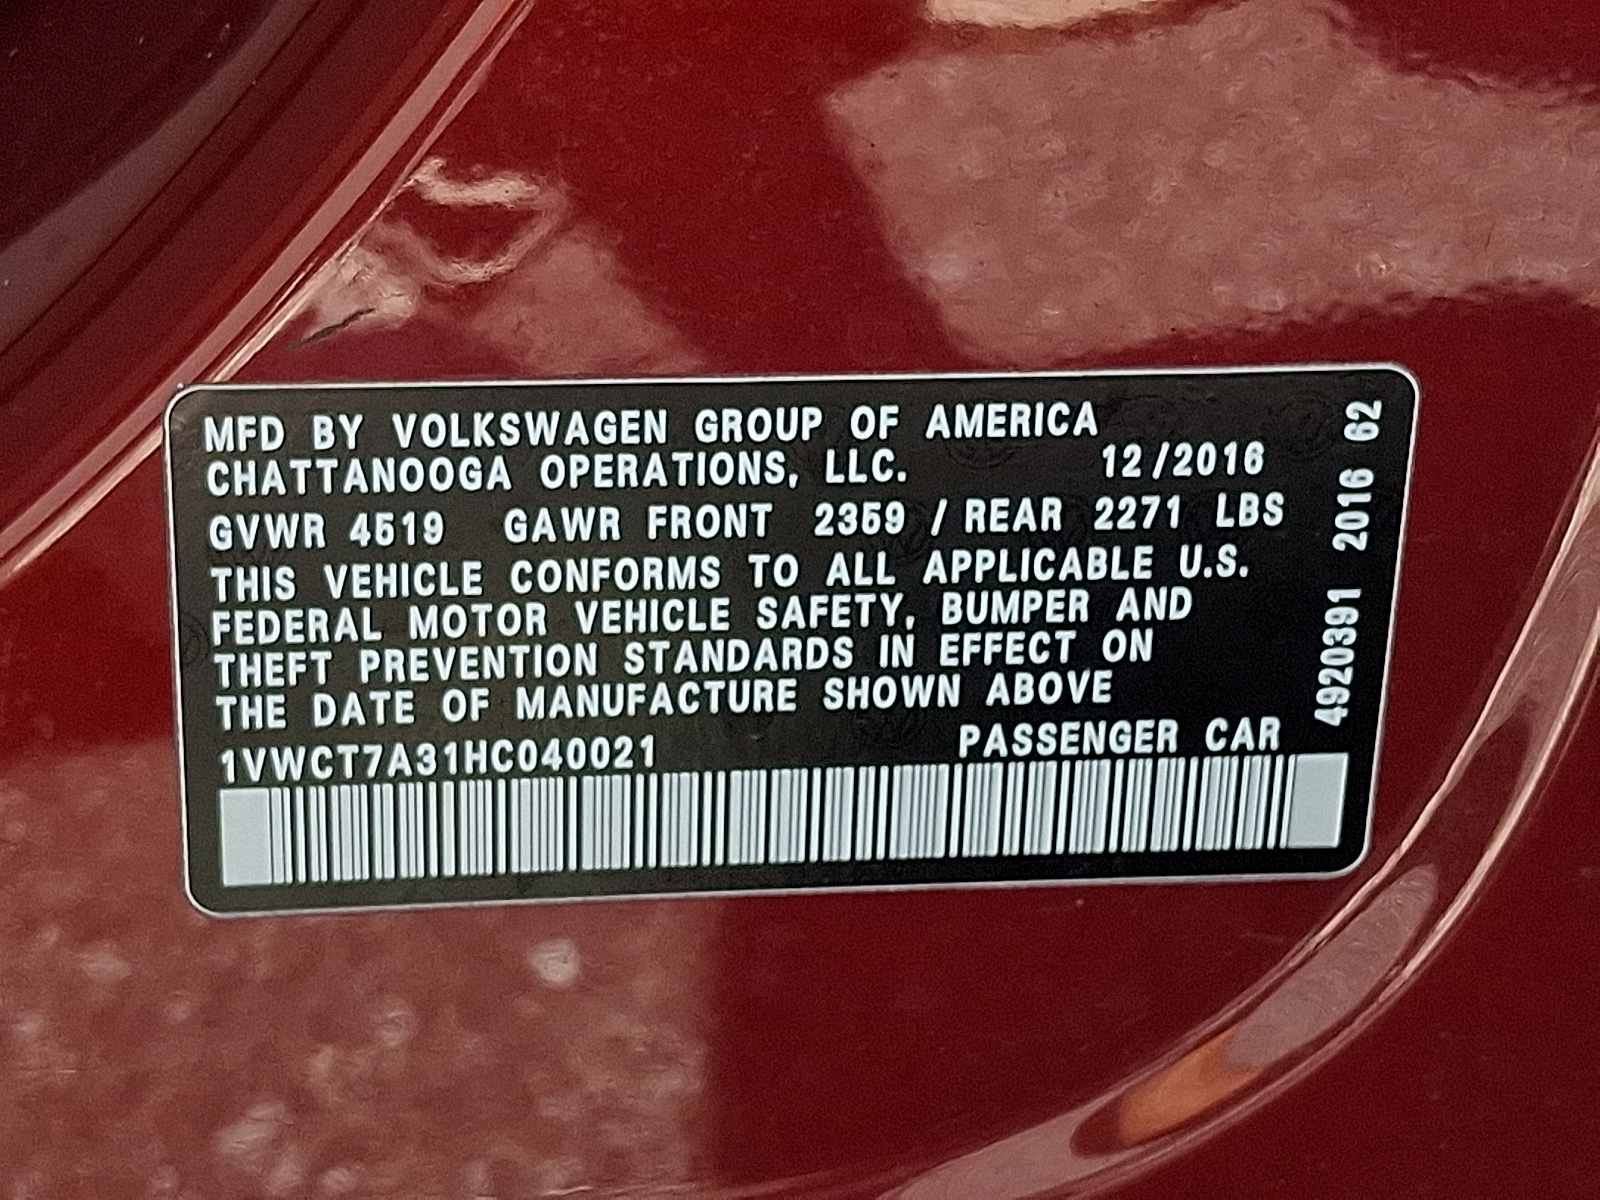 MFD BY VOLKSWAGEN GROUP OF AMERICA
CHATTANOOGA OPERATIONS, LLC. 12/2016
GVWR 4519 GAWR FRONT 2359 / REAR 2271 LBS
THIS VEHICLE CONFORMS TO ALL APPLICABLE U.S.
FEDERAL MOTOR VEHICLE SAFETY, BUMPER AND
THEFT PREVENTION STANDARDS IN EFFECT ON
THE DATE OF MANUFACTURE SHOWN ABOVE
1VWCT7A31HC040021 PASSENGER CAR
4920391 2016 62